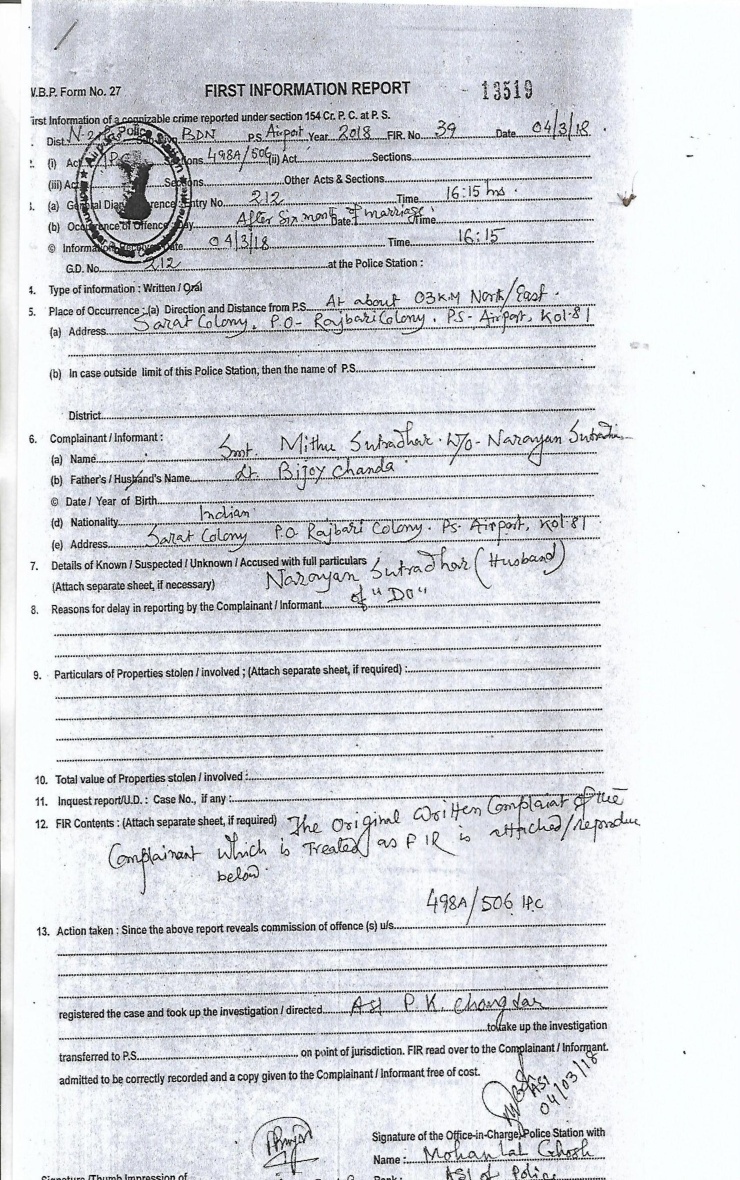 W.B.P. Form No. 27 FIRST INFORMATION REPORT - 13519
First Information of a cognizable crime reported under section 154 Cr. P. C. at P. S.
Dist. N-24 BDN P.S. Airport Year 2018 FIR. No. 39 Date 04/3/18
(i) Act IPC Sections 498A/506 (ii) Act Sections
(iii) Act Sections Other Acts & Sections
(a) General Diary Reference: Entry No. 212 Time 16:15 hrs.
(b) Occurrence of Offence: Day After Six month of marriage Date Time
© Information Received Date 04/3/18 Time 16:15
G.D. No. 212 at the Police Station :
4. Type of information : Written / Oral
5. Place of Occurrence : (a) Direction and Distance from P.S. At about 03KM North/East.
(a) Address Sarat Colony, P.O- Rajbari Colony. P.S- Airport, Kol-81
(b) In case outside limit of this Police Station, then the name of P.S.
District
6. Complainant / Informant :
(a) Name Smt. Mithu Sutradhar. W/o- Narayan Sutradhar
(b) Father's / Husband's Name Lt. Bijoy Chanda
© Date / Year of Birth
(d) Nationality Indian
(e) Address Sarat Colony P.O Rajbari Colony. Ps- Airport, Kol-81
7. Details of Known / Suspected / Unknown / Accused with full particulars
(Attach separate sheet, if necessary) Narayan Sutradhar (Husband)
of "DO"
8. Reasons for delay in reporting by the Complainant / Informant
9. Particulars of Properties stolen / involved ; (Attach separate sheet, if required) :
10. Total value of Properties stolen / involved :
11. Inquest report/U.D. : Case No., if any :
12. FIR Contents : (Attach separate sheet, if required) The Original Written Complaint of the
Complainant which is Treated as FIR is attached/reproduce
below.
498A/506 IPC
13. Action taken : Since the above report reveals commission of offence (s) u/s.
registered the case and took up the investigation / directed ASI P.K. Changdar
to take up the investigation
transferred to P.S. on point of jurisdiction. FIR read over to the Complainant / Informant.
admitted to be correctly recorded and a copy given to the Complainant / Informant free of cost.
ASI
04/03/18
Signature of the Office-in-Charge, Police Station with
Name : Mohanlal Ghosh
Signature /Thumb Impression of Rank : ASI of Police